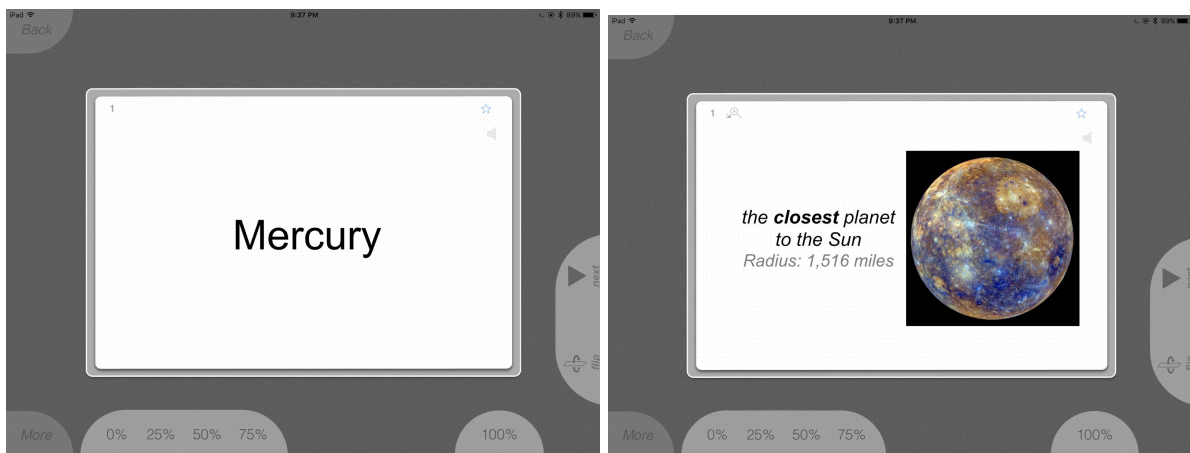 iPad 9:37 PM 89%
Back
1
Mercury
next
flip
More 0% 25% 50% 75% 100%
iPad 9:37 PM 89%
Back
1
the closest planet
to the Sun
Radius: 1,516 miles
next
flip
More 0% 25% 50% 75% 100%